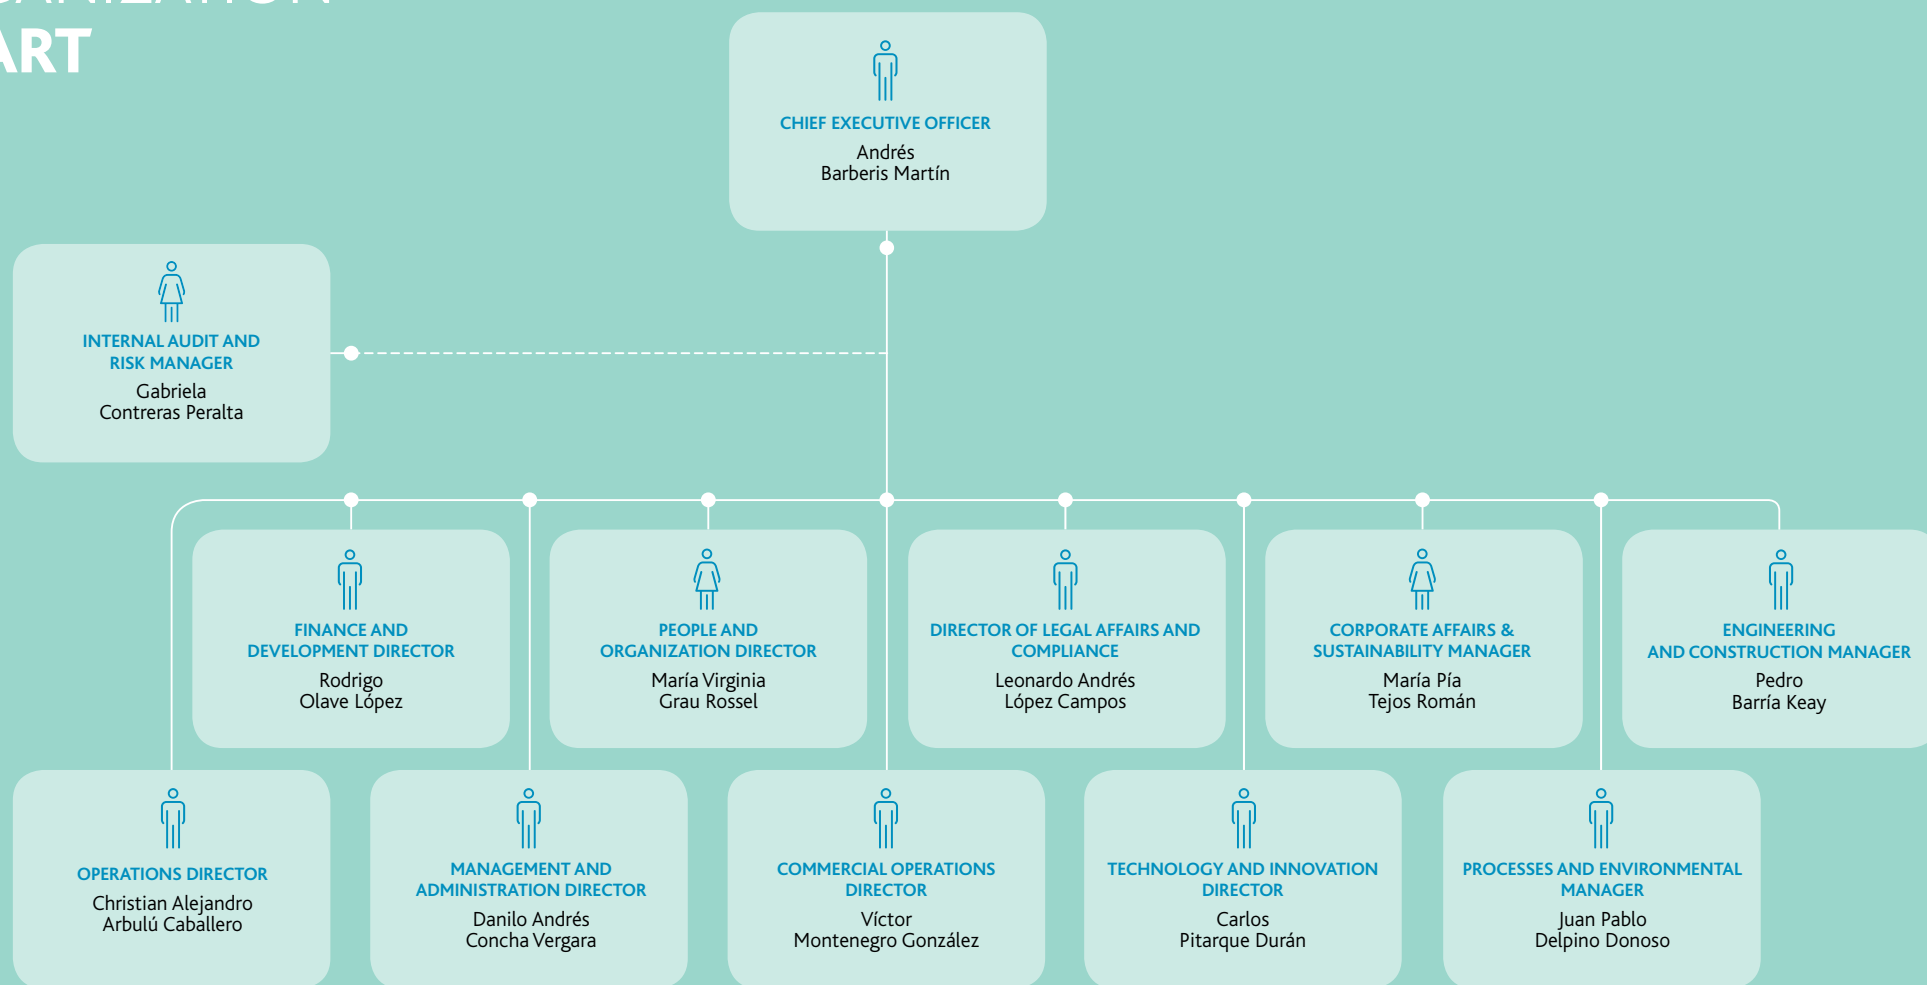 ART
CHIEF EXECUTIVE OFFICER
Andrés
Barberis Martín
INTERNAL AUDIT AND
RISK MANAGER
Gabriela
Contreras Peralta
FINANCE AND
DEVELOPMENT DIRECTOR
Rodrigo
Olave López
PEOPLE AND
ORGANIZATION DIRECTOR
María Virginia
Grau Rossel
DIRECTOR OF LEGAL AFFAIRS AND
COMPLIANCE
Leonardo Andrés
López Campos
CORPORATE AFFAIRS &
SUSTAINABILITY MANAGER
María Pía
Tejos Román
ENGINEERING
AND CONSTRUCTION MANAGER
Pedro
Barría Keay
OPERATIONS DIRECTOR
Christian Alejandro
Arbulú Caballero
MANAGEMENT AND
ADMINISTRATION DIRECTOR
Danilo Andrés
Concha Vergara
COMMERCIAL OPERATIONS
DIRECTOR
Víctor
Montenegro González
TECHNOLOGY AND INNOVATION
DIRECTOR
Carlos
Pitarque Durán
PROCESSES AND ENVIRONMENTAL
MANAGER
Juan Pablo
Delpino Donoso